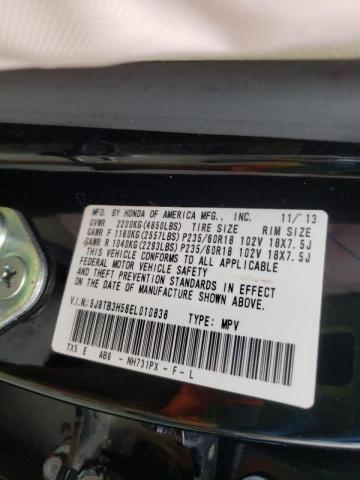 MFD. BY HONDA OF AMERICA MFG., INC. 11/'13
GVWR 2200KG(4850LBS) TIRE SIZE RIM SIZE
GAWR F 1160KG(2557LBS) P235/60R18 102V 18X7.5J
GAWR R 1040KG(2293LBS) P235/60R18 102V 18X7.5J
THIS VEHICLE CONFORMS TO ALL APPLICABLE
FEDERAL MOTOR VEHICLE SAFETY AND
THEFT PREVENTION STANDARDS IN EFFECT ON
THE DATE OF MANUFACTURE SHOWN ABOVE.
V.I.N.:5J8TB3H56EL010838 TYPE: MPV
TX5 E AB6 - NH731PX - F - L